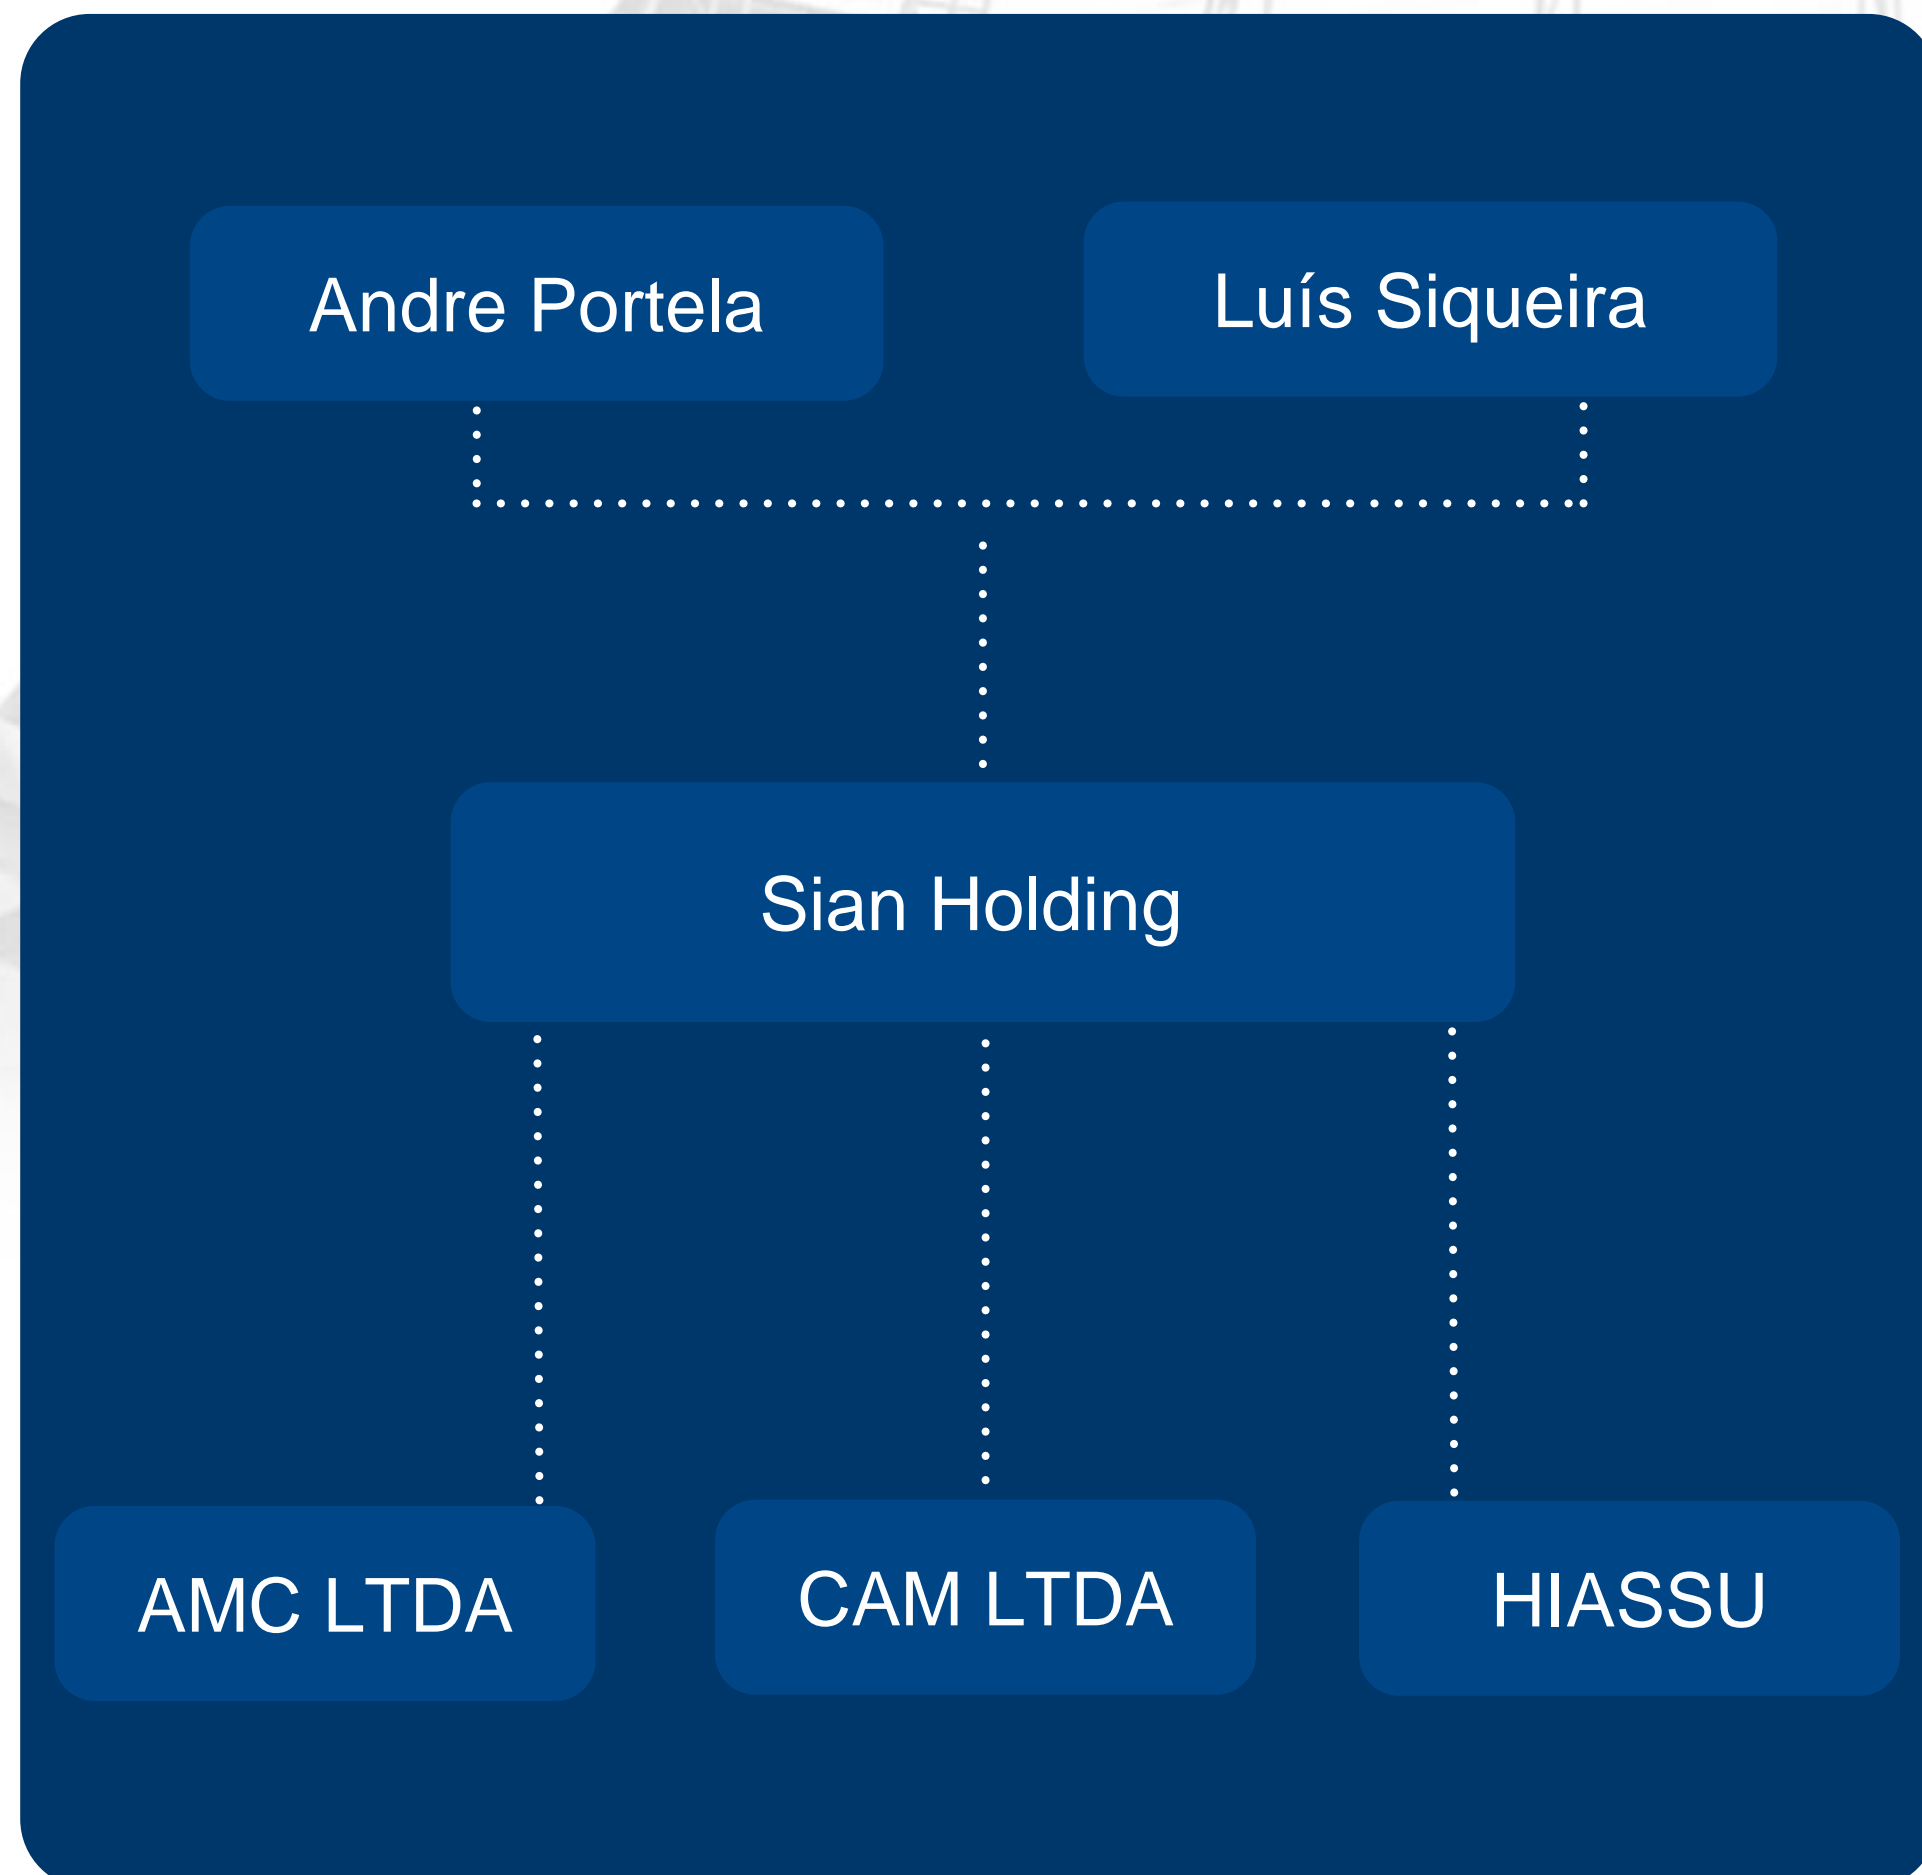 Andre Portela
Luís Siqueira
Sian Holding
AMC LTDA
CAM LTDA
HIASSU